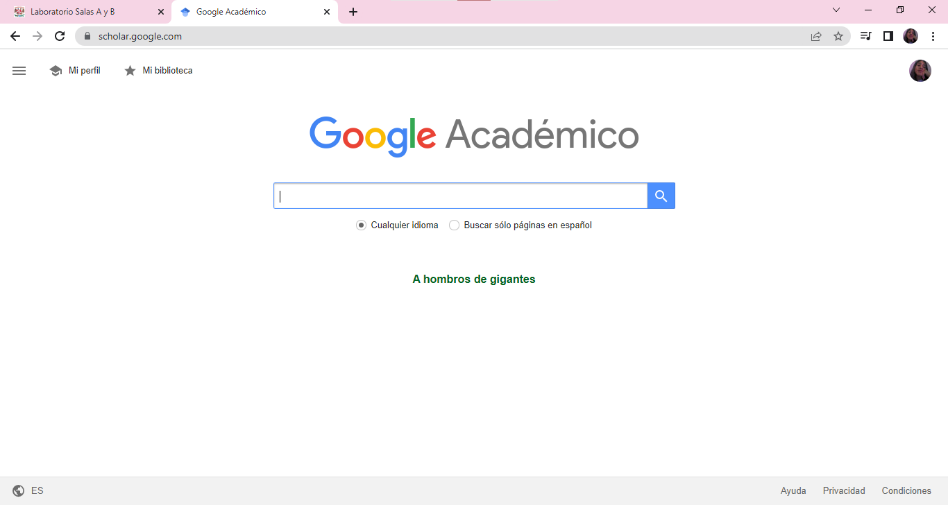 Laboratorio Salas A y B
Google Académico
scholar.google.com
Mi perfil
Mi biblioteca
Google Académico
Cualquier idioma
Buscar sólo páginas en español
A hombros de gigantes
ES
Ayuda
Privacidad
Condiciones